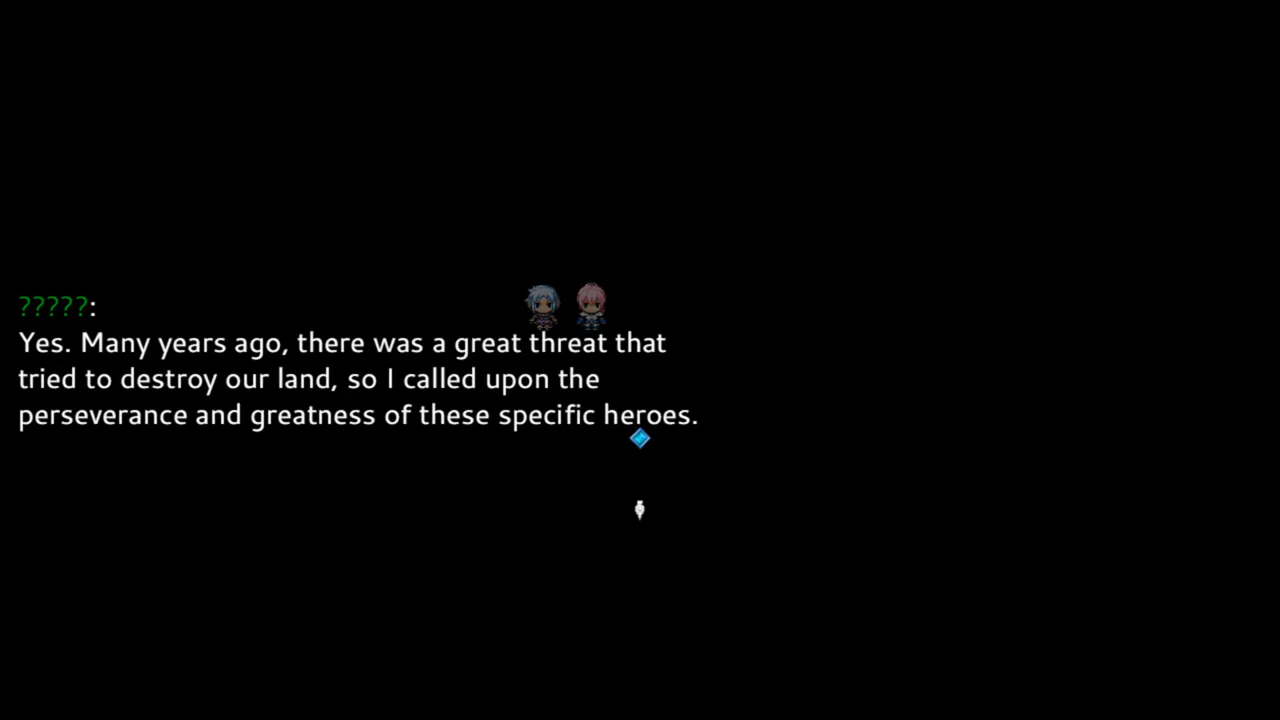 ?????:
Yes. Many years ago, there was a great threat that
tried to destroy our land, so I called upon the
perseverance and greatness of these specific heroes.